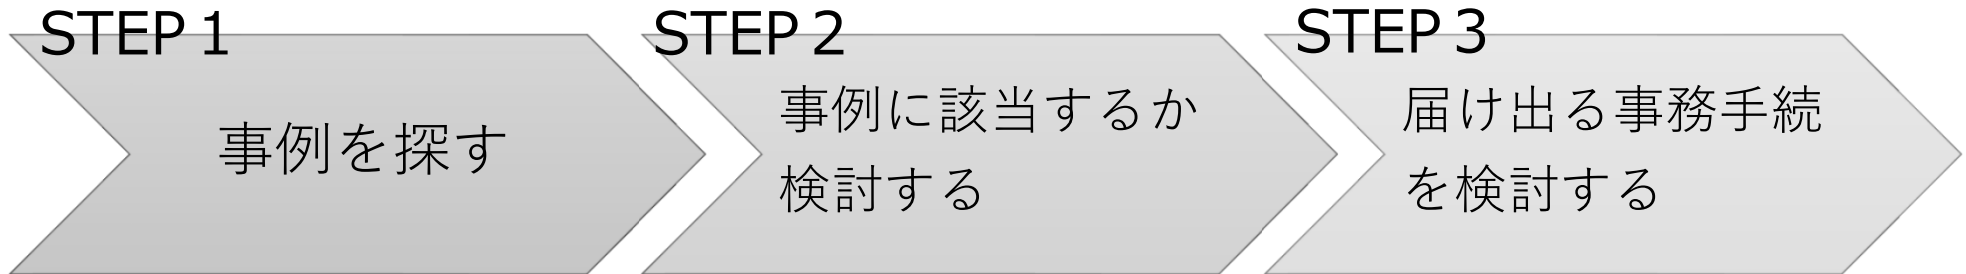 STEP 1
事例を探す
STEP 2
事例に該当するか
検討する
STEP 3
届け出る事務手続
を検討する